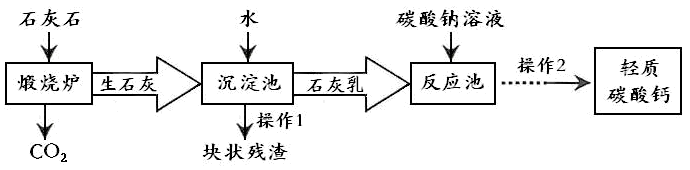 石灰石
水
碳酸钠溶液
煅烧炉
生石灰
沉淀池
石灰乳
反应池
操作2
轻质
碳酸钙
操作1
CO2
块状残渣